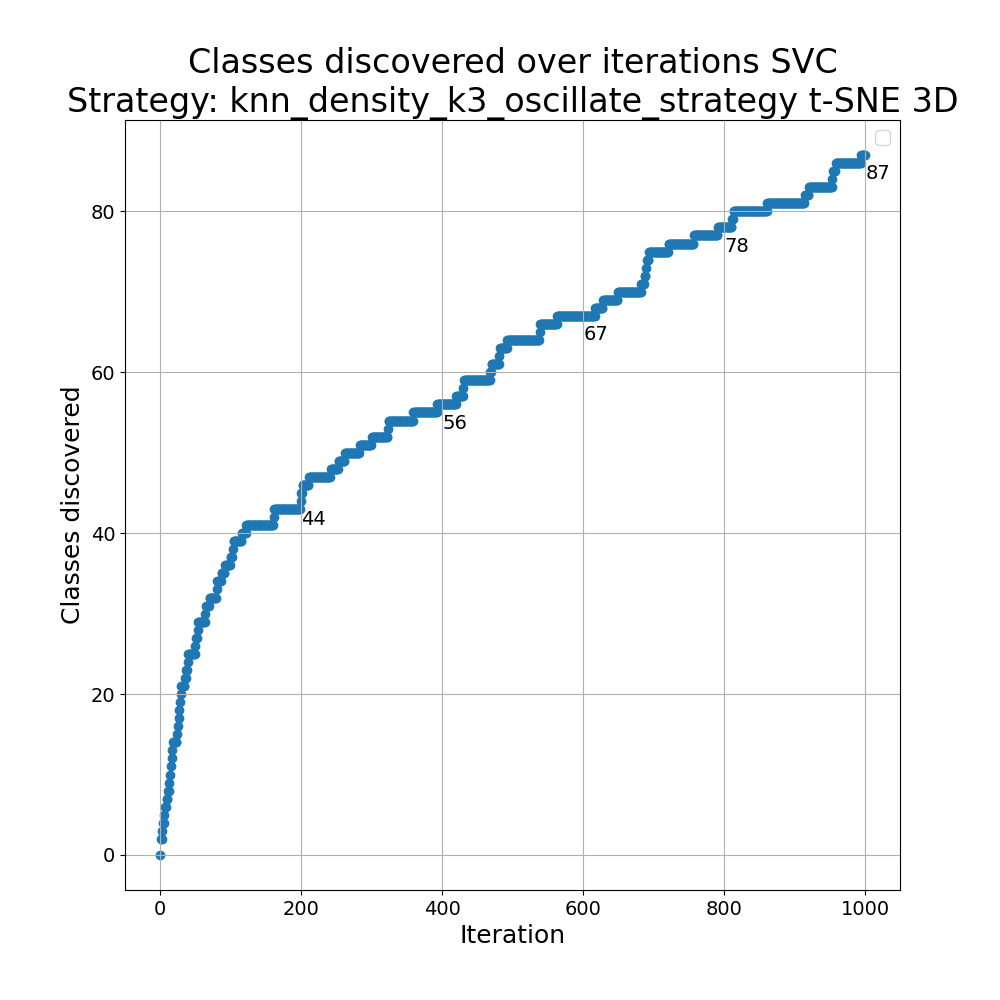 Classes discovered over iterations SVC
Strategy: knn_density_k3_oscillate_strategy t-SNE 3D
87
80
78
67
60
56
Classes discovered
44
40
20
0
0 200 400 600 800 1000
Iteration